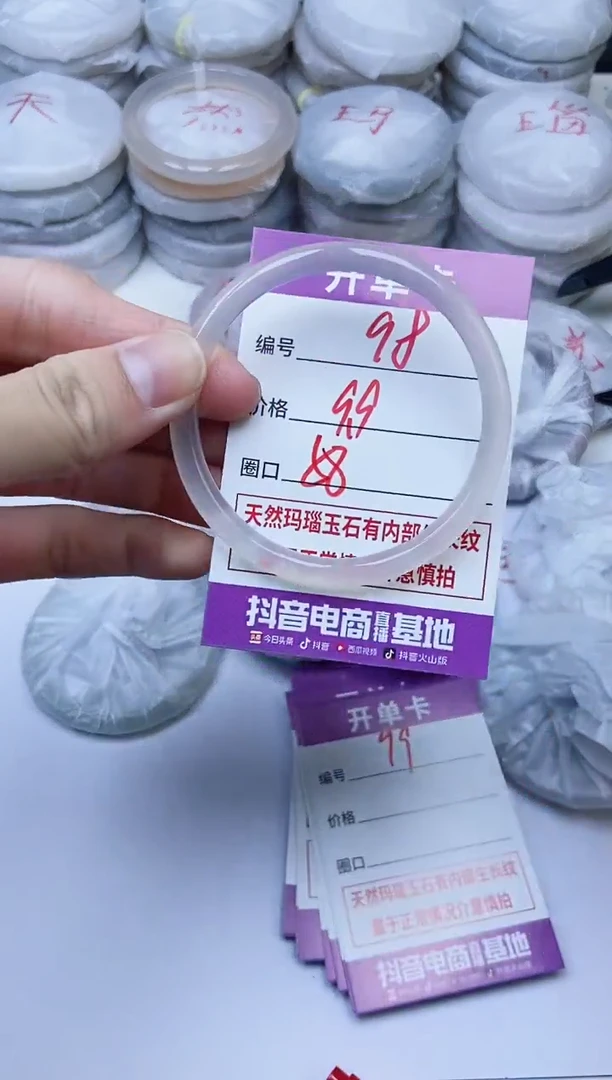 天
然
玛
瑙
开单卡
编号 98
价格 99
圈口 58
天然玛瑙玉石有内部生长纹
慎拍
抖音电商直播基地
今日头条 抖音 西瓜视频 抖音火山版
开单卡
编号 99
价格
圈口
天然玛瑙玉石有内部生长纹
属于正常情况介意慎拍
抖音电商直播基地